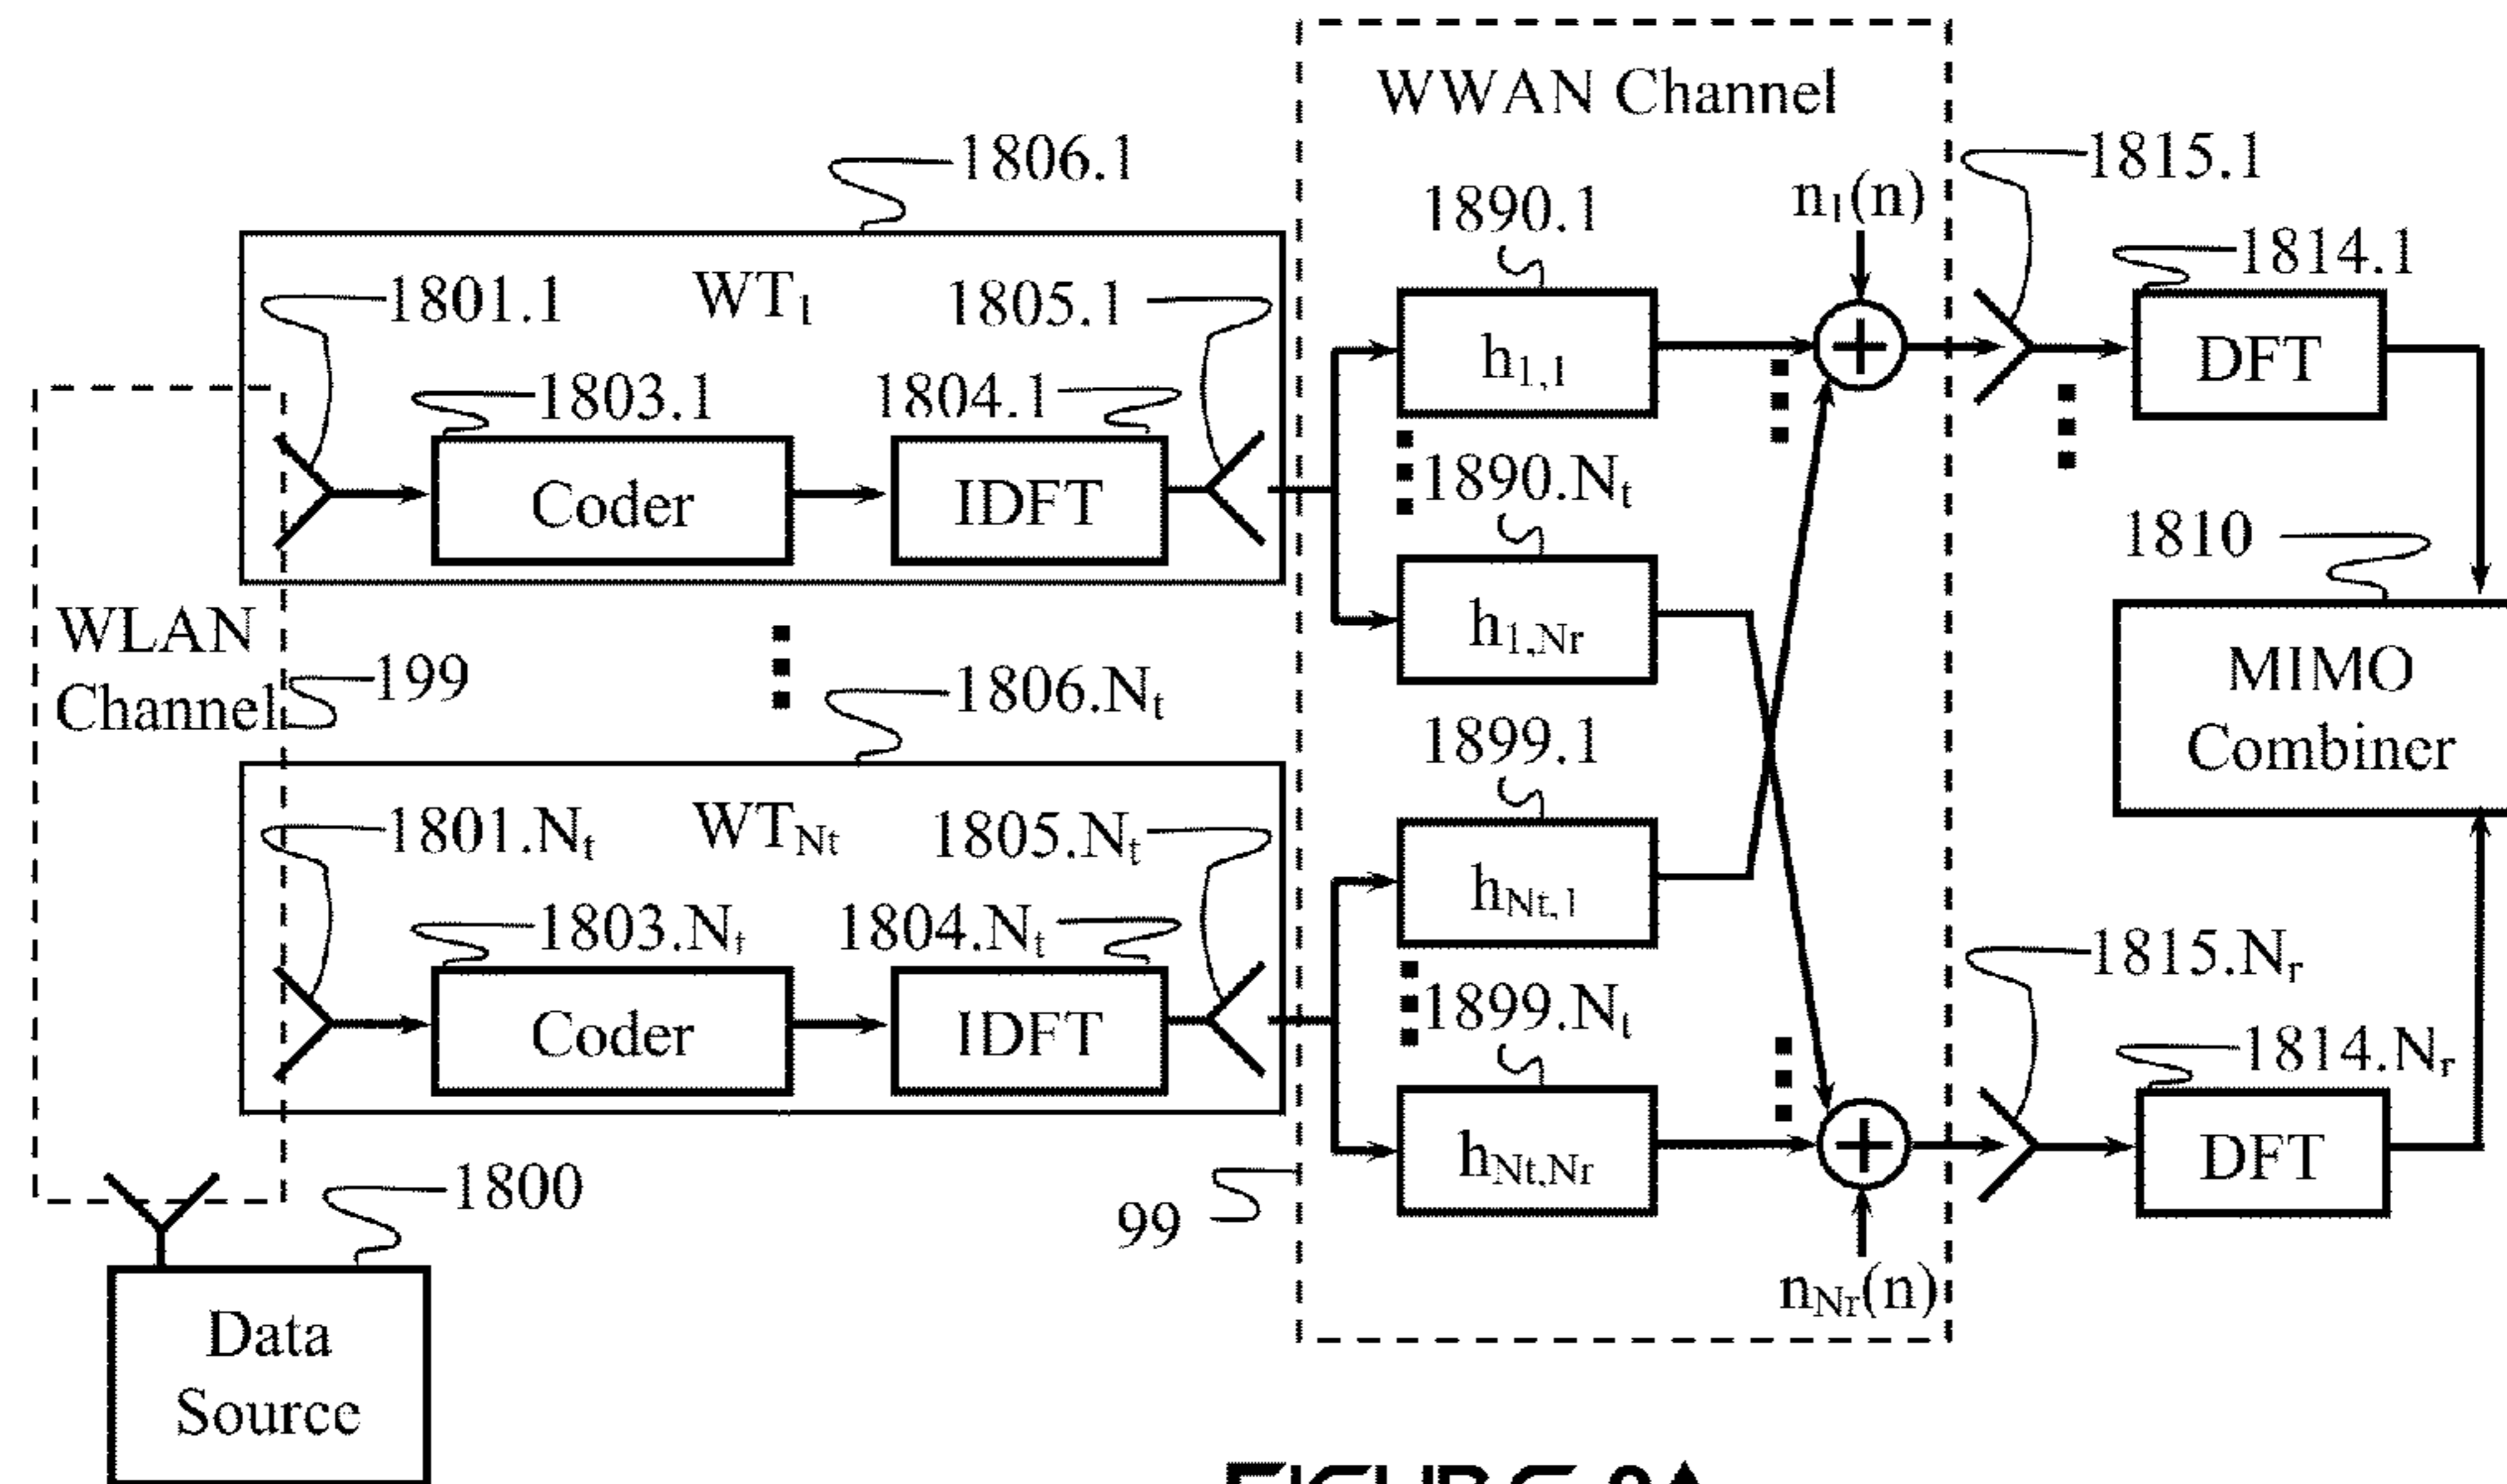 WWAN Channel
1806.1
1815.1
1890.1
n1(n)
1814.1
1801.1
WT1
1805.1
h1,1
DFT
1803.1
1804.1
1890.Nt
Coder
IDFT
1810
WLAN
Channel
199
h1,Nr
MIMO
Combiner
1806.Nt
1899.1
1801.Nt
WTNt
1805.Nt
hNt,1
1803.Nt
1804.Nt
1815.Nr
1899.Nt
Coder
IDFT
1814.Nr
hNt,Nr
DFT
1800
99
nNr(n)
Data
Source